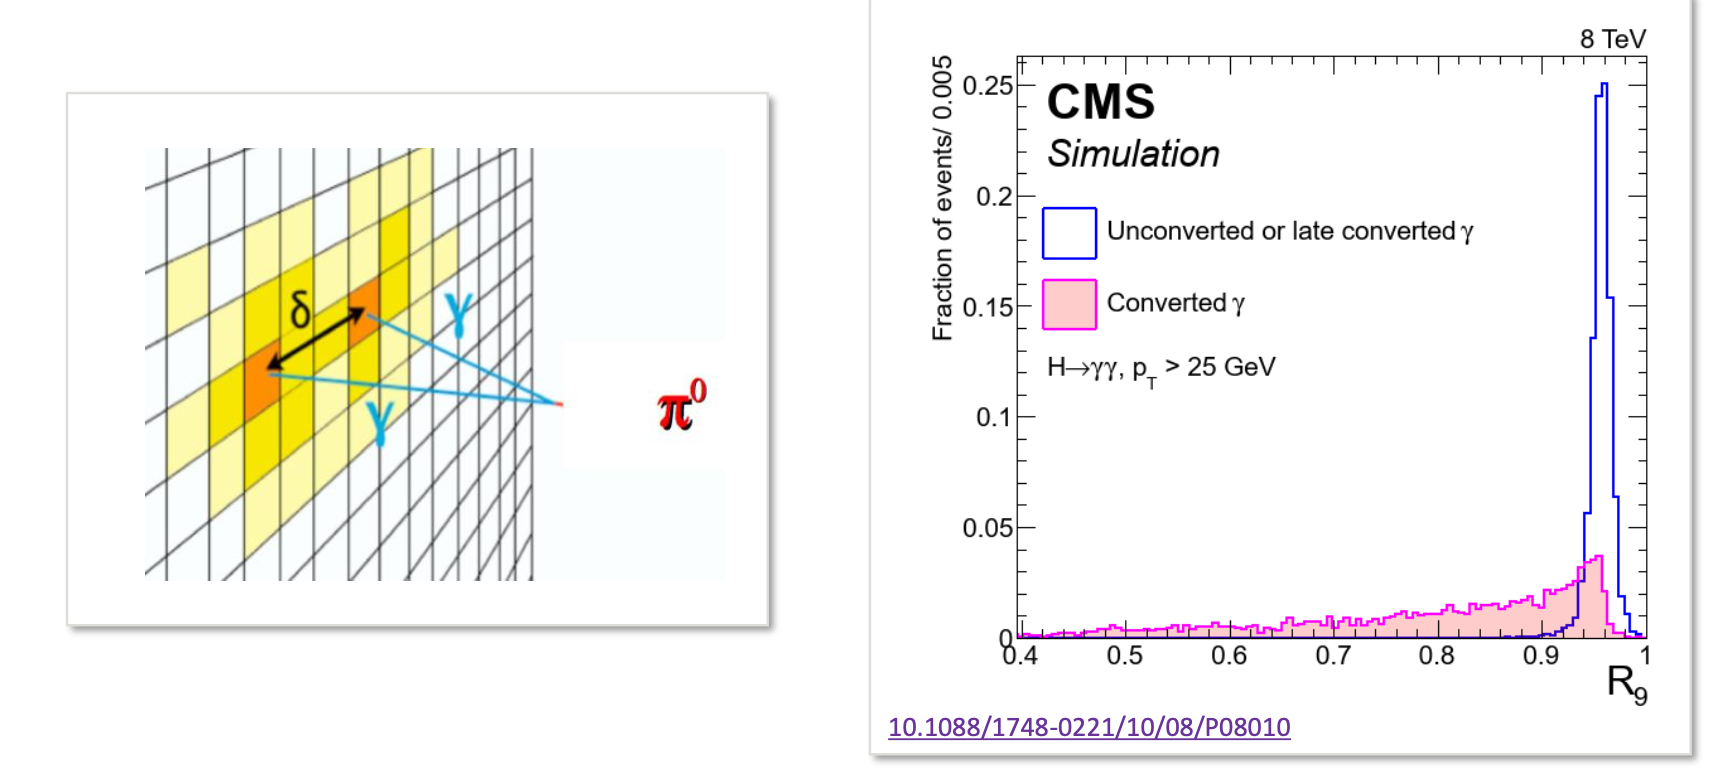 δ
γ
γ
π⁰
8 TeV
Fraction of events/ 0.005
0.25
0.2
0.15
0.1
0.05
0
CMS
Simulation
Unconverted or late converted γ
Converted γ
H→γγ, p_T > 25 GeV
0.4 0.5 0.6 0.7 0.8 0.9 1
R₉
10.1088/1748-0221/10/08/P08010